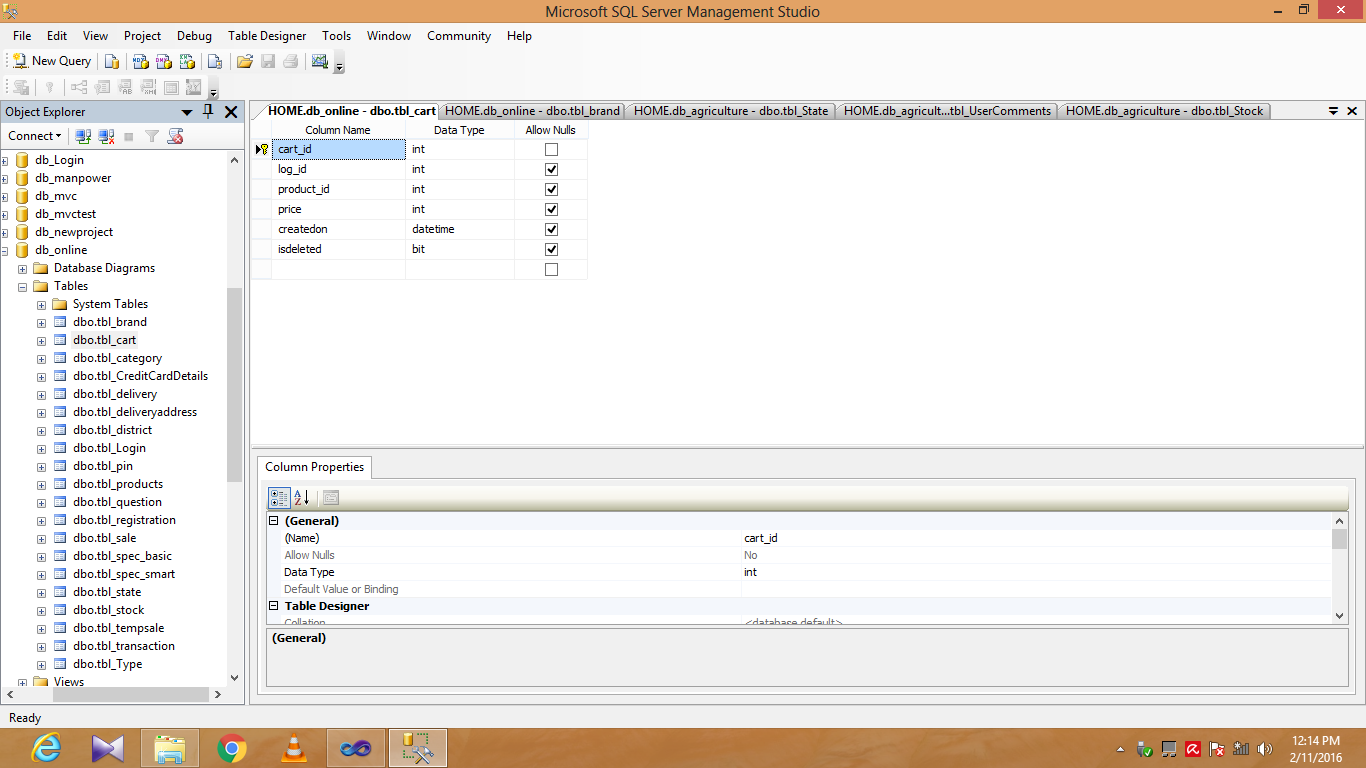 Microsoft SQL Server Management Studio
File Edit View Project Debug Table Designer Tools Window Community Help
New Query
Object Explorer
Connect
db_Login
db_manpower
db_mvc
db_mvctest
db_newproject
db_online
Database Diagrams
Tables
System Tables
dbo.tbl_brand
dbo.tbl_cart
dbo.tbl_category
dbo.tbl_CreditCardDetails
dbo.tbl_delivery
dbo.tbl_deliveryaddress
dbo.tbl_district
dbo.tbl_Login
dbo.tbl_pin
dbo.tbl_products
dbo.tbl_question
dbo.tbl_registration
dbo.tbl_sale
dbo.tbl_spec_basic
dbo.tbl_spec_smart
dbo.tbl_state
dbo.tbl_stock
dbo.tbl_tempsale
dbo.tbl_transaction
dbo.tbl_Type
Views
HOME.db_online - dbo.tbl_cart HOME.db_online - dbo.tbl_brand HOME.db_agriculture - dbo.tbl_State HOME.db_agricult...tbl_UserComments HOME.db_agriculture - dbo.tbl_Stock
Column Name Data Type Allow Nulls
cart_id int
log_id int
product_id int
price int
createdon datetime
isdeleted bit
Column Properties
(General)
(Name) cart_id
Allow Nulls No
Data Type int
Default Value or Binding
Table Designer
Collation <database default>
(General)
Ready
12:14 PM
2/11/2016